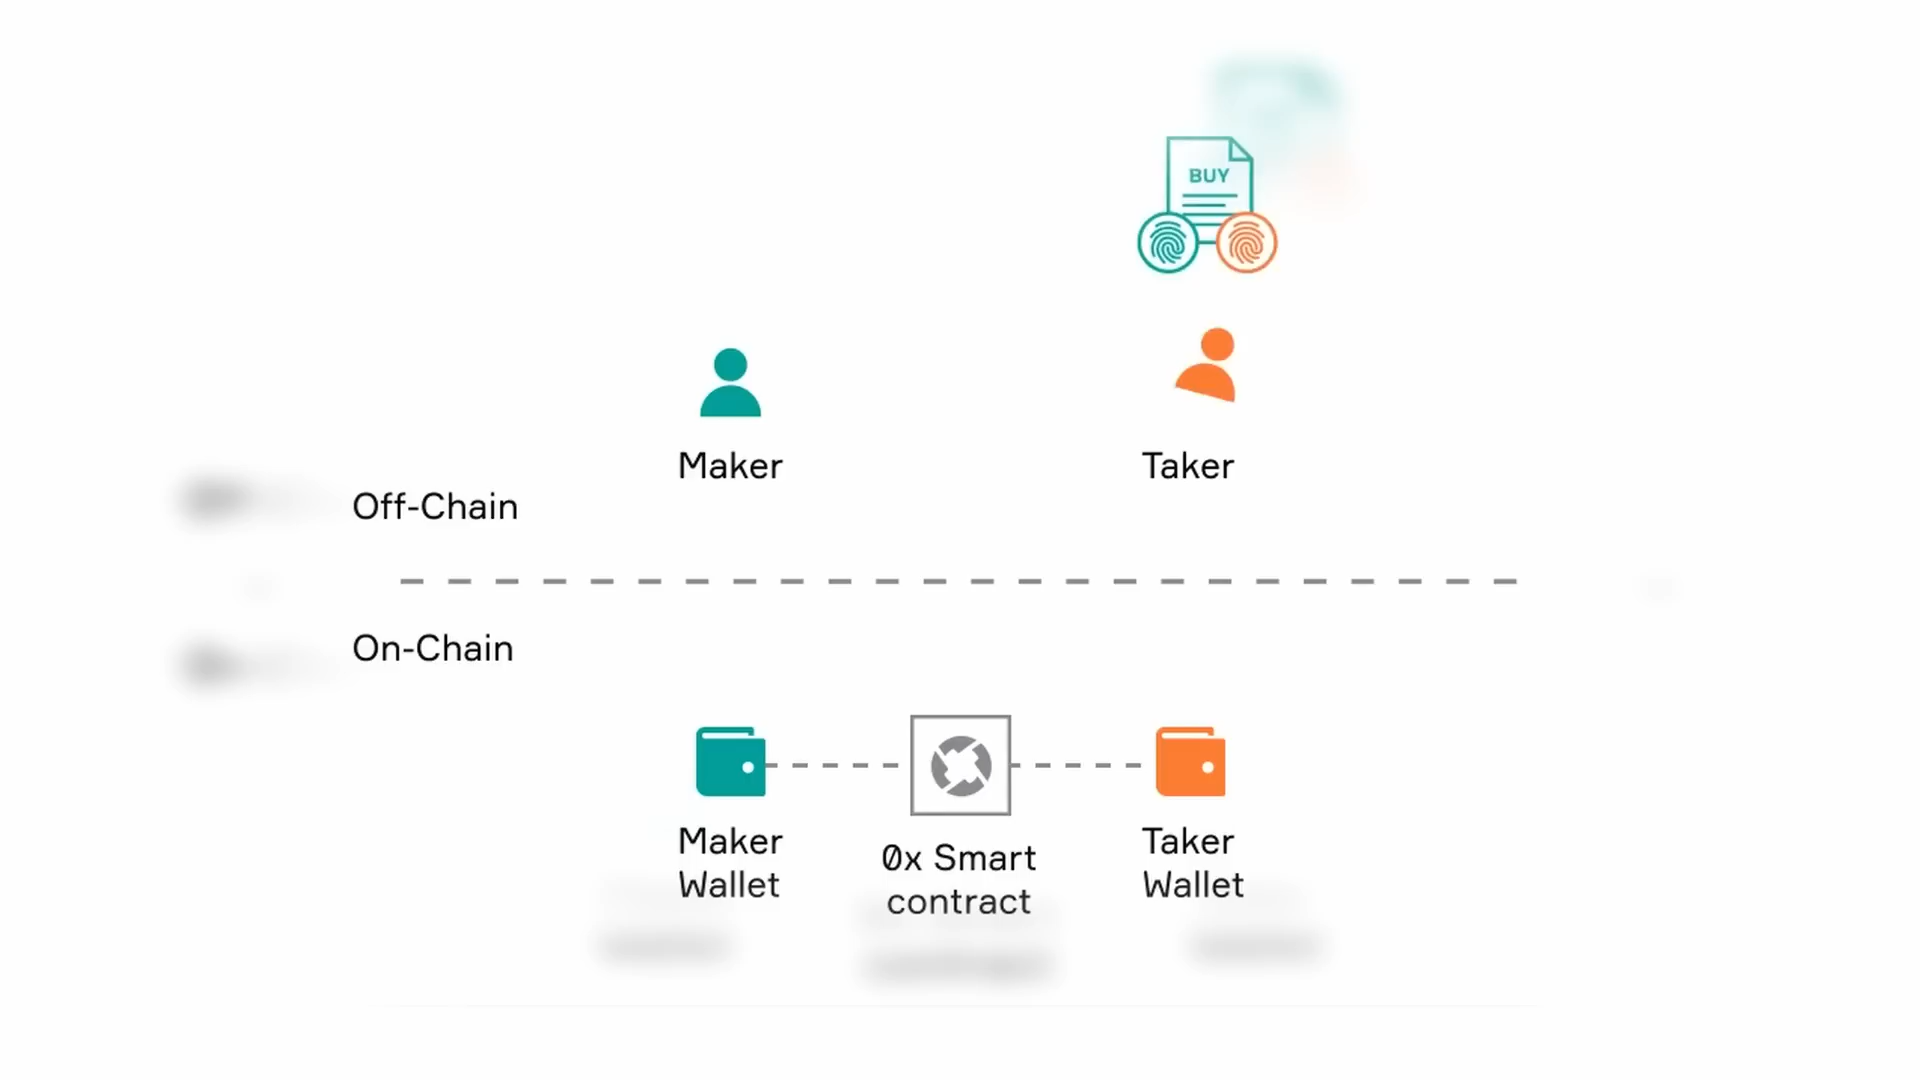 BUY
Maker
Taker
Off-Chain
On-Chain
Maker
Wallet
0x Smart
contract
Taker
Wallet